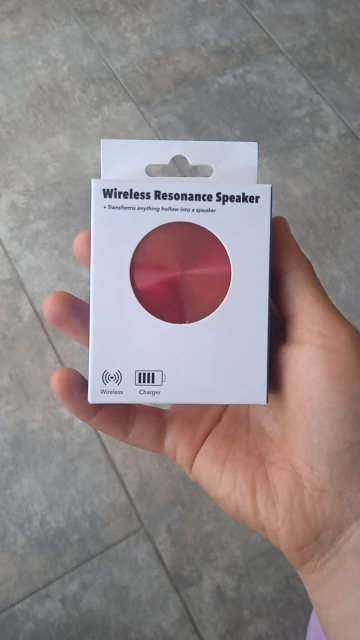 Wireless Resonance Speaker
• Transforms anything hollow into a speaker
Wireless Charger